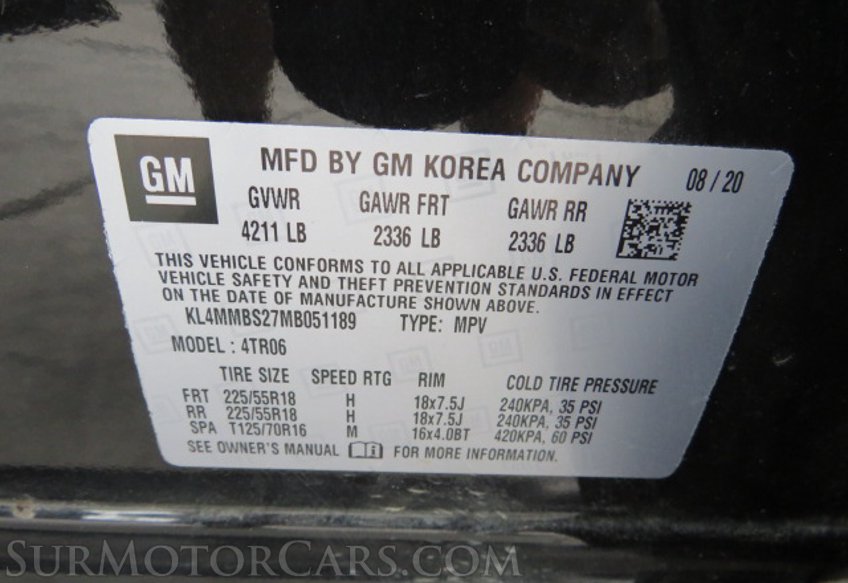 GM MFD BY GM KOREA COMPANY 08 / 20
GVWR GAWR FRT GAWR RR
4211 LB 2336 LB 2336 LB
THIS VEHICLE CONFORMS TO ALL APPLICABLE U.S. FEDERAL MOTOR
VEHICLE SAFETY AND THEFT PREVENTION STANDARDS IN EFFECT
ON THE DATE OF MANUFACTURE SHOWN ABOVE.
KL4MMBS27MB051189 TYPE: MPV
MODEL : 4TR06
TIRE SIZE SPEED RTG RIM COLD TIRE PRESSURE
FRT 225/55R18 H 18x7.5J 240KPA, 35 PSI
RR 225/55R18 H 18x7.5J 240KPA, 35 PSI
SPA T125/70R16 M 16x4.0BT 420KPA, 60 PSI
SEE OWNER'S MANUAL FOR MORE INFORMATION.
SURMOTORCARS.COM